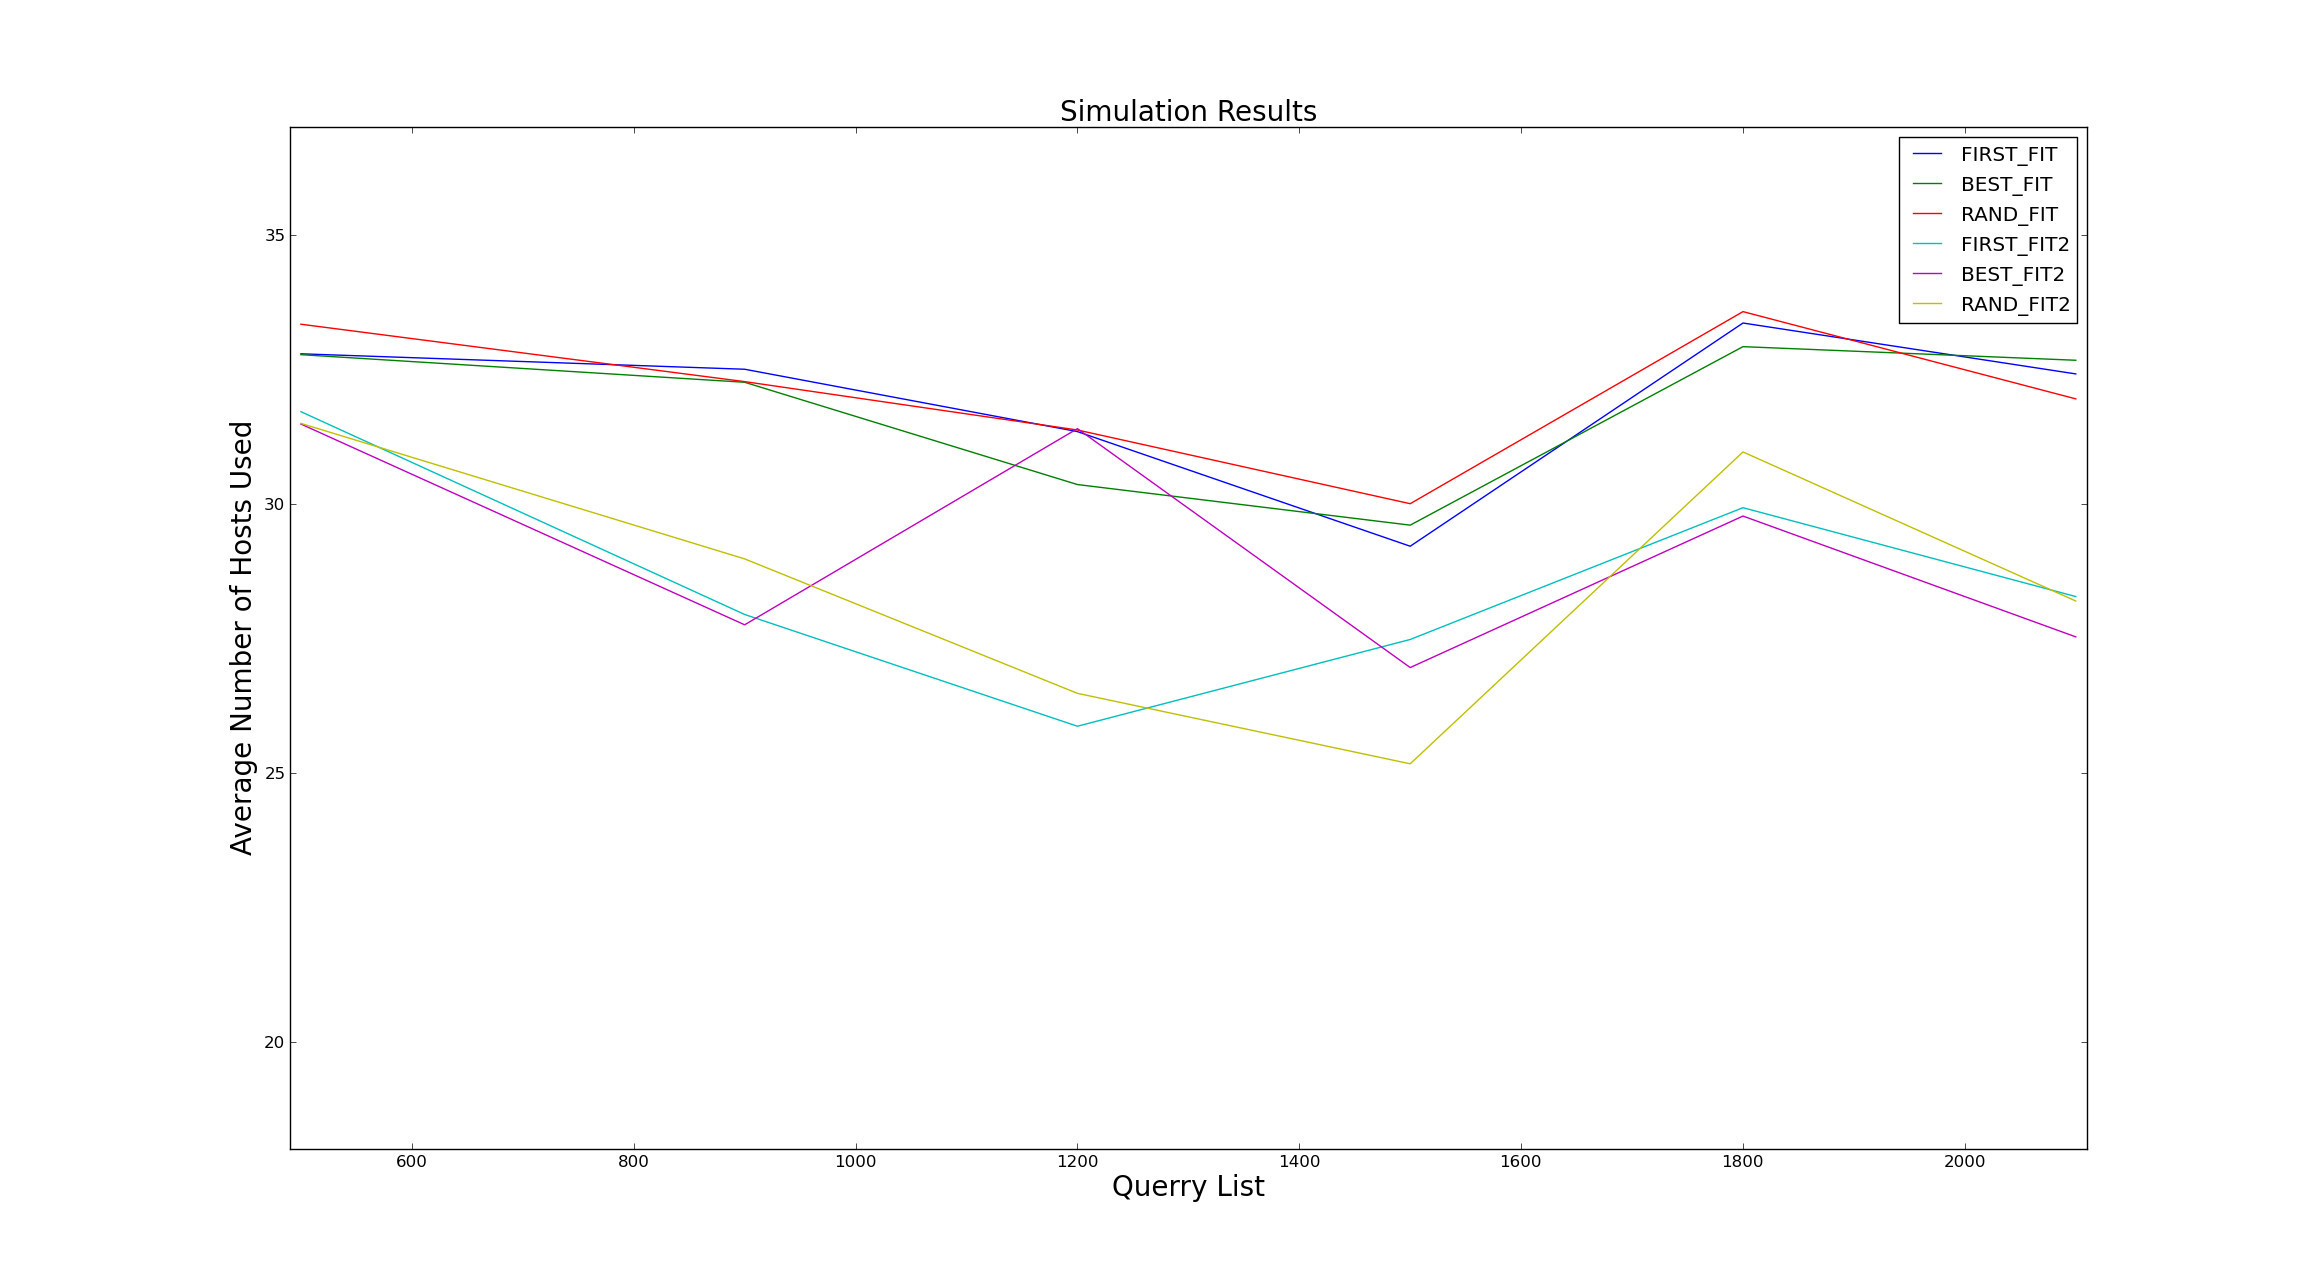 Simulation Results
FIRST_FIT
BEST_FIT
RAND_FIT
FIRST_FIT2
BEST_FIT2
RAND_FIT2
35
30
25
20
Average Number of Hosts Used
600 800 1000 1200 1400 1600 1800 2000
Querry List